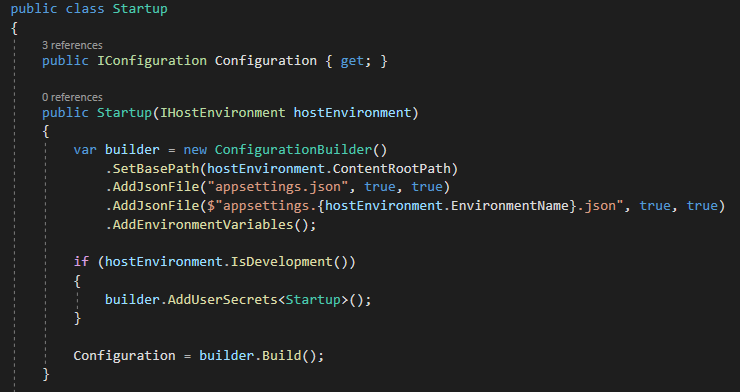 public class Startup
{
3 references
public IConfiguration Configuration { get; }
0 references
public Startup(IHostEnvironment hostEnvironment)
{
var builder = new ConfigurationBuilder()
.SetBasePath(hostEnvironment.ContentRootPath)
.AddJsonFile("appsettings.json", true, true)
.AddJsonFile($"appsettings.{hostEnvironment.EnvironmentName}.json", true, true)
.AddEnvironmentVariables();
if (hostEnvironment.IsDevelopment())
{
builder.AddUserSecrets<Startup>();
}
Configuration = builder.Build();
}